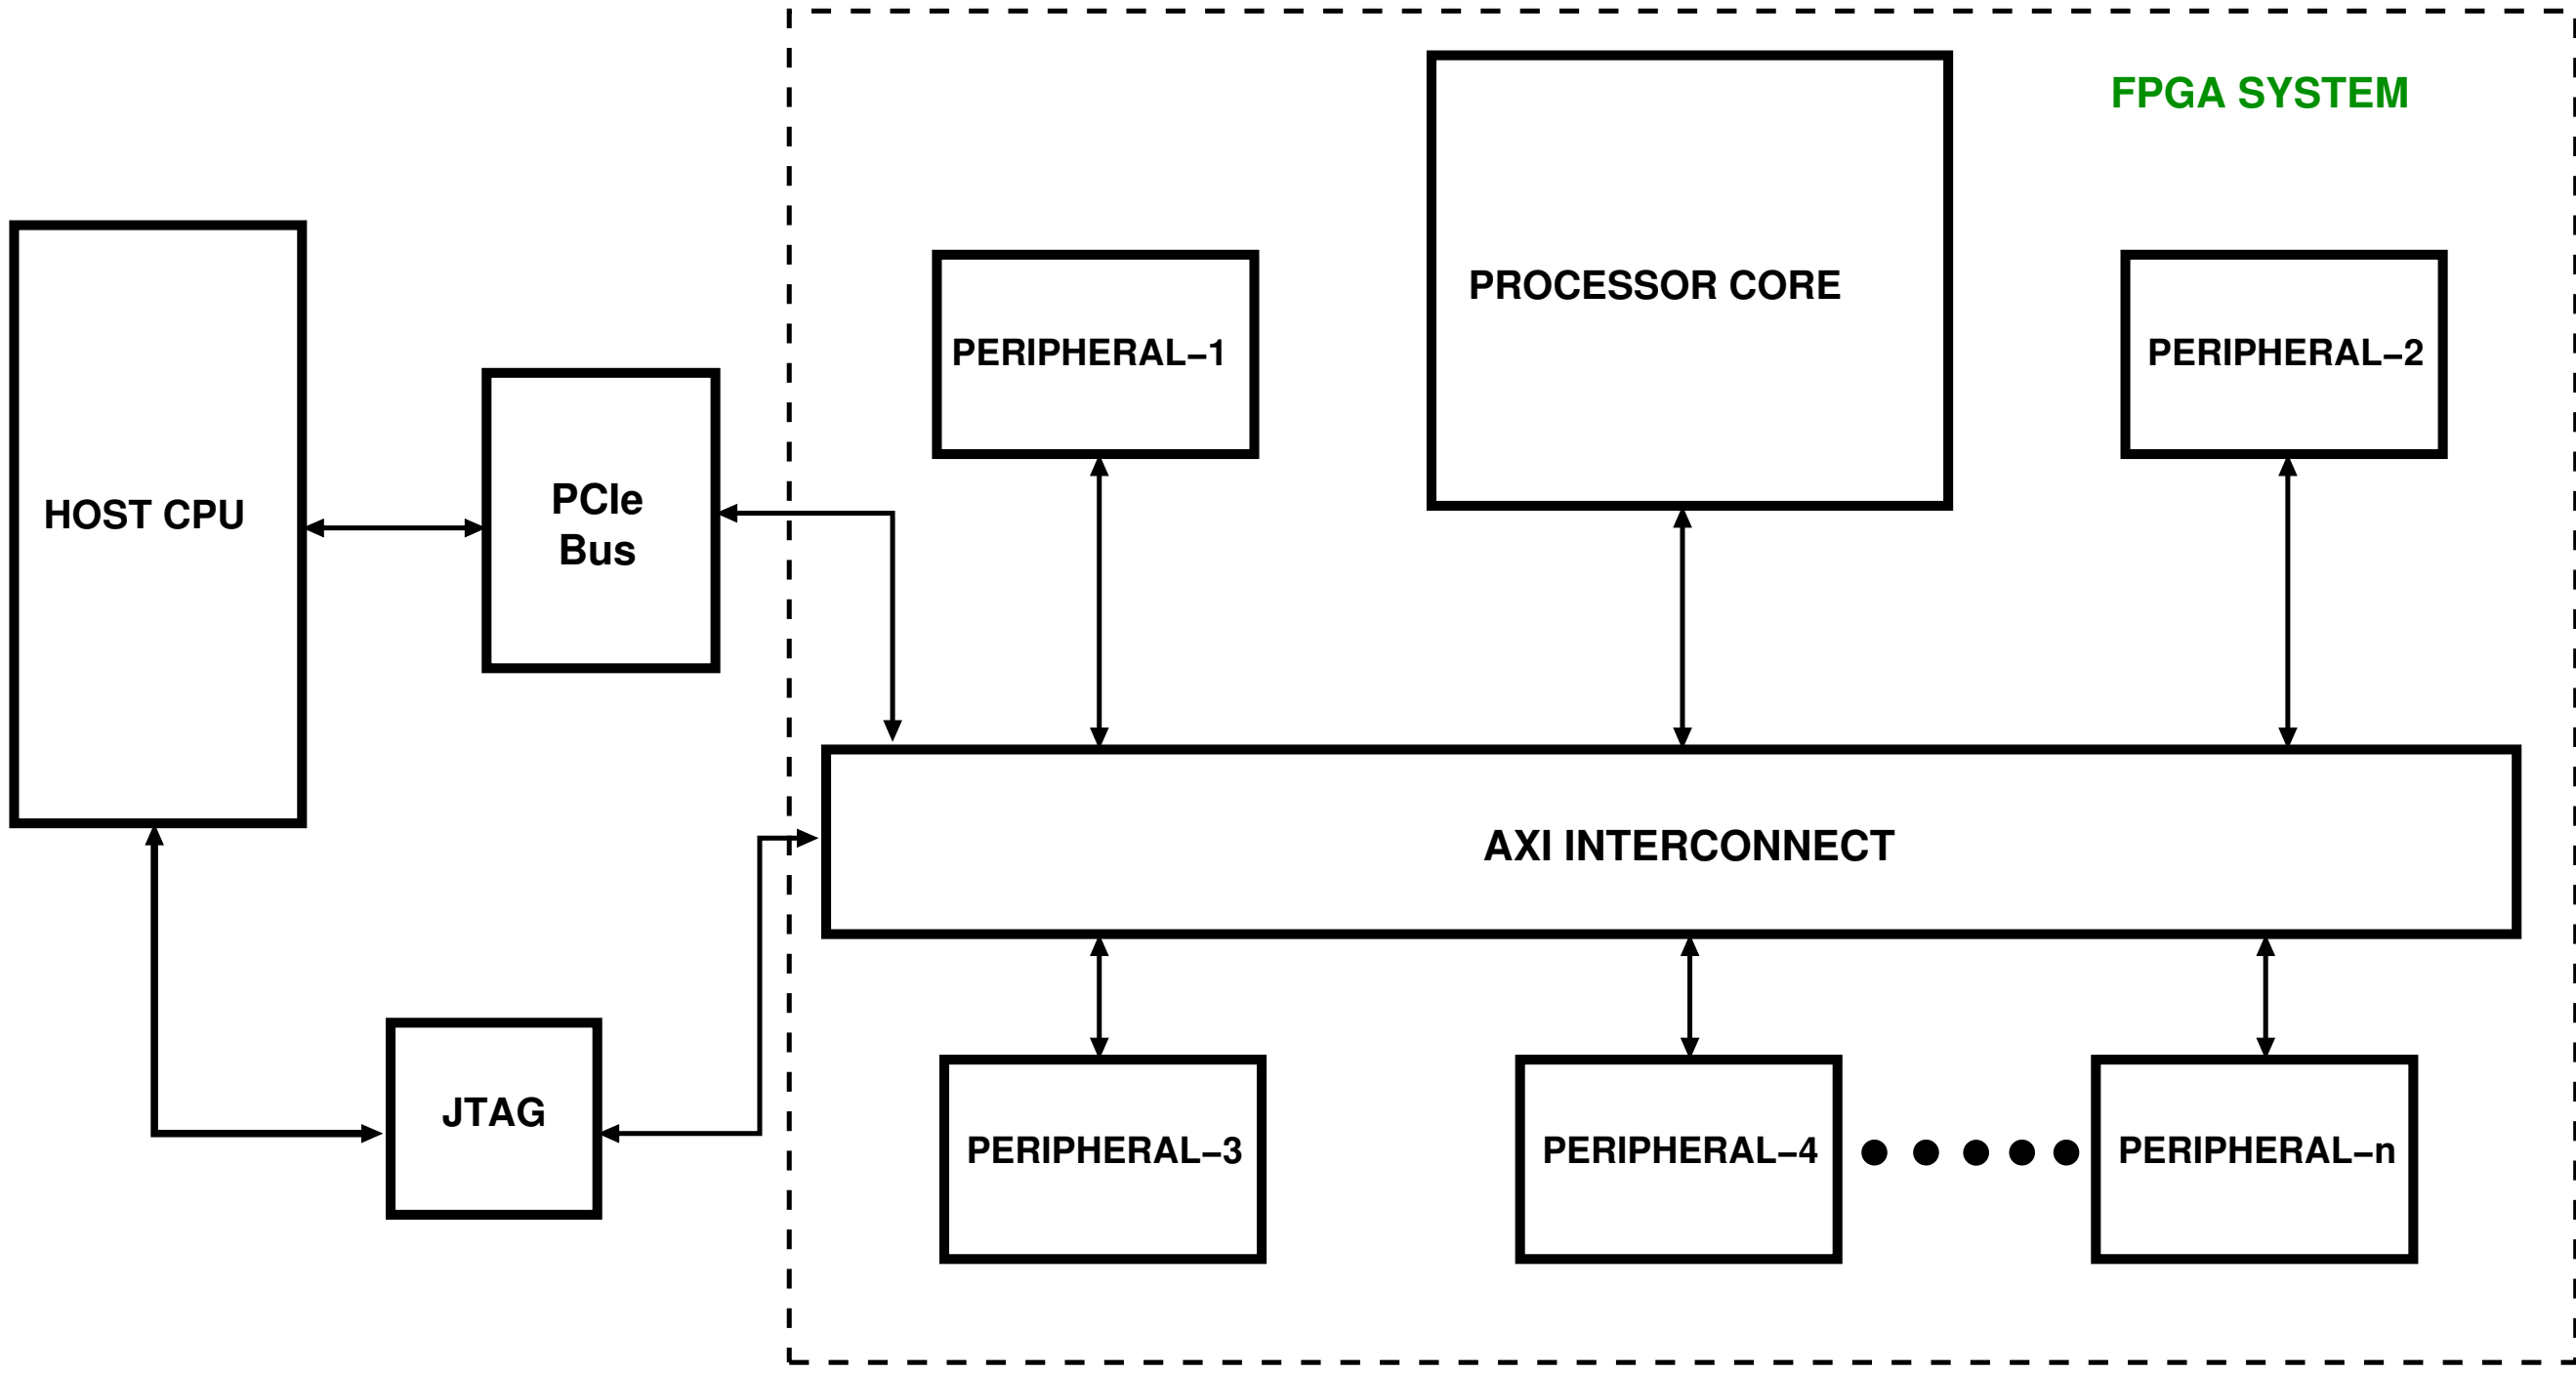 FPGA SYSTEM
PROCESSOR CORE
PERIPHERAL–1
PERIPHERAL–2
HOST CPU
PCIe
Bus
AXI INTERCONNECT
JTAG
PERIPHERAL–3
PERIPHERAL–4
PERIPHERAL–n